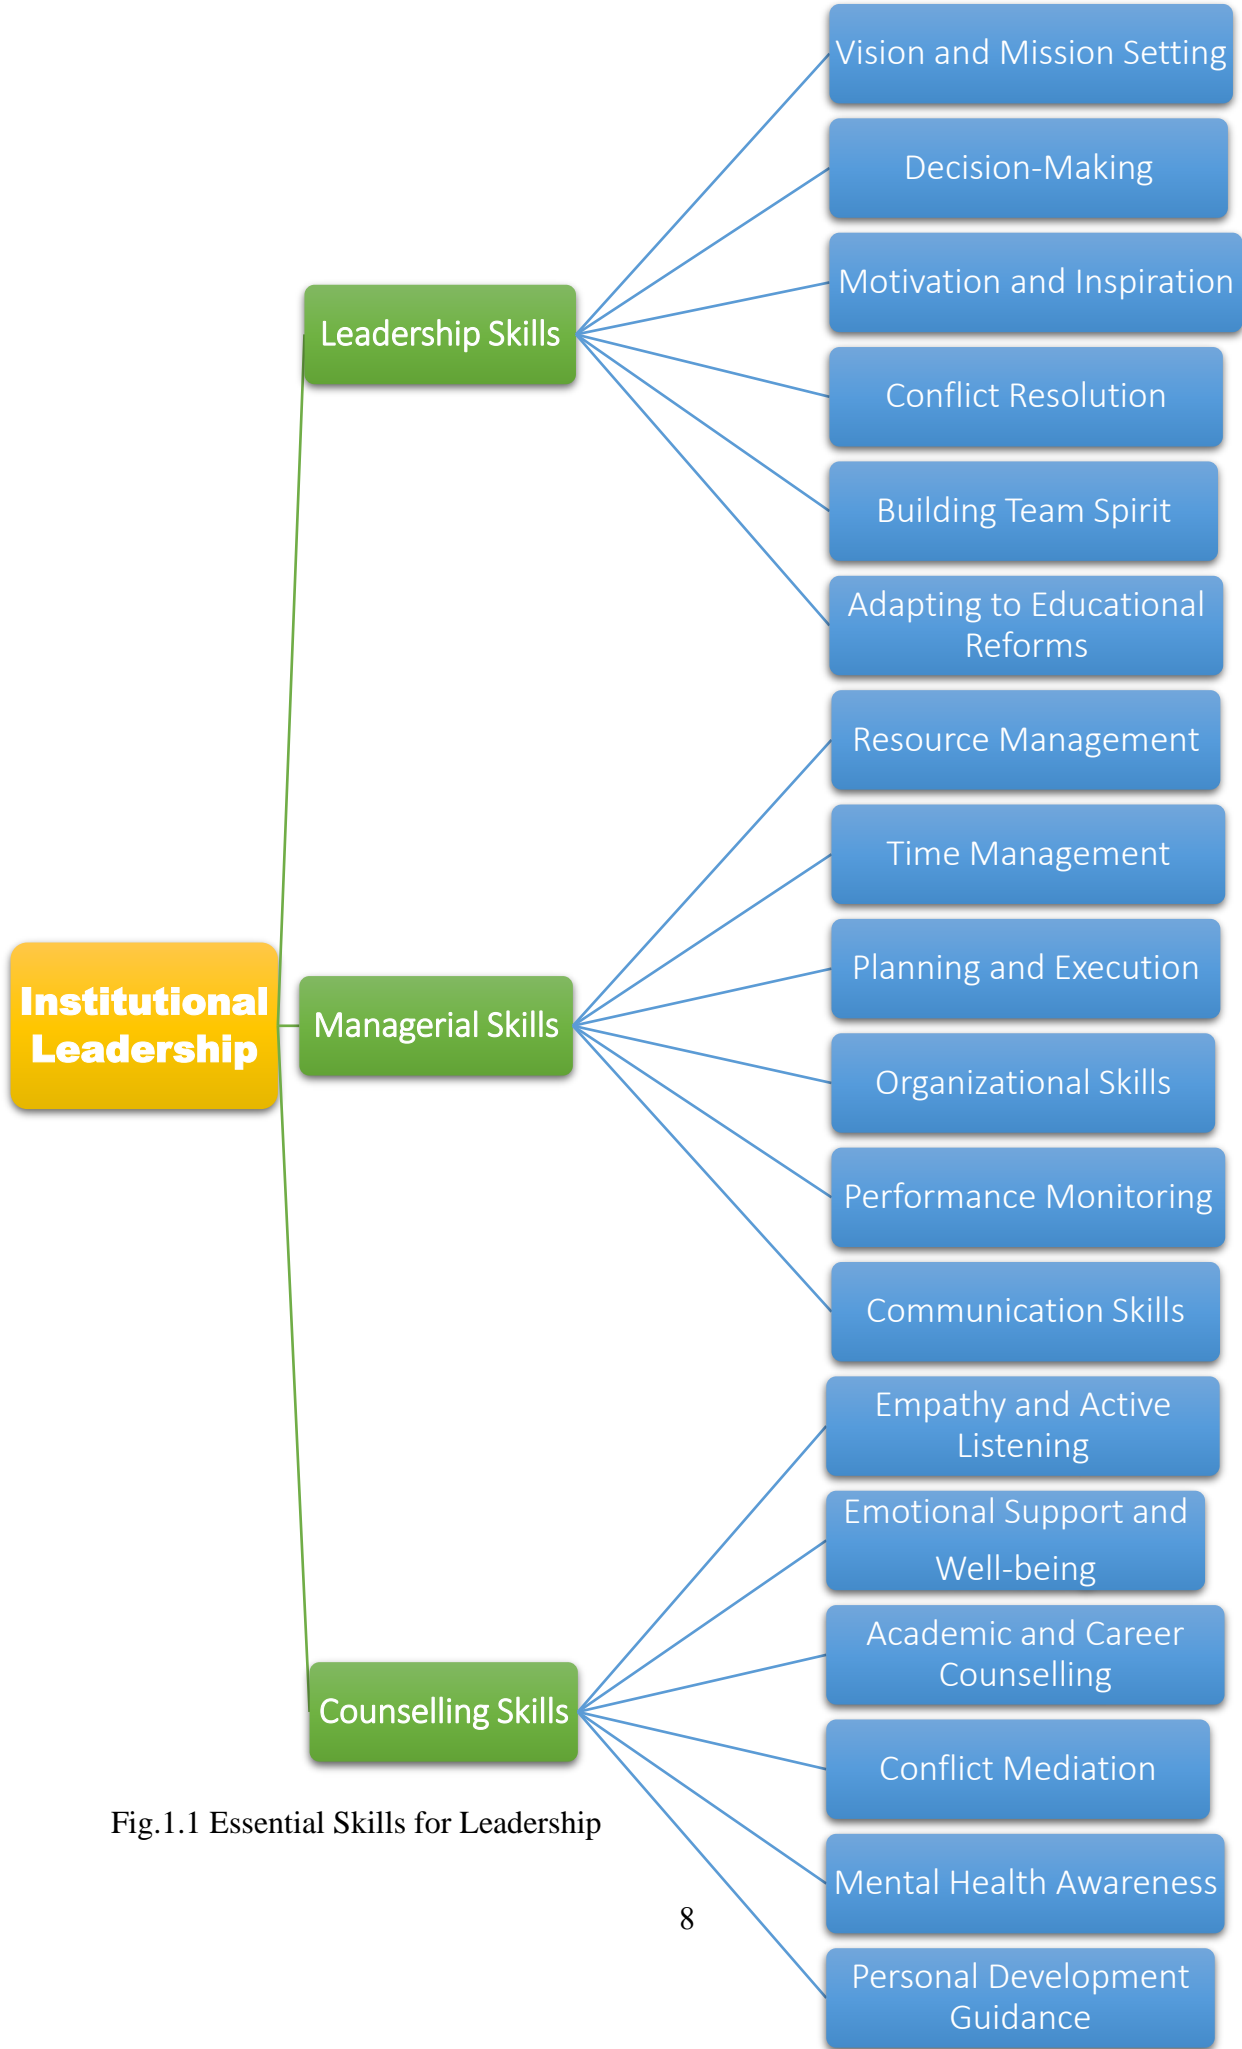 Institutional
Leadership
Leadership Skills
Vision and Mission Setting
Decision-Making
Motivation and Inspiration
Conflict Resolution
Building Team Spirit
Adapting to Educational
Reforms
Managerial Skills
Resource Management
Time Management
Planning and Execution
Organizational Skills
Performance Monitoring
Communication Skills
Counselling Skills
Empathy and Active
Listening
Emotional Support and
Well-being
Academic and Career
Counselling
Conflict Mediation
Mental Health Awareness
Personal Development
Guidance
Fig.1.1 Essential Skills for Leadership
8